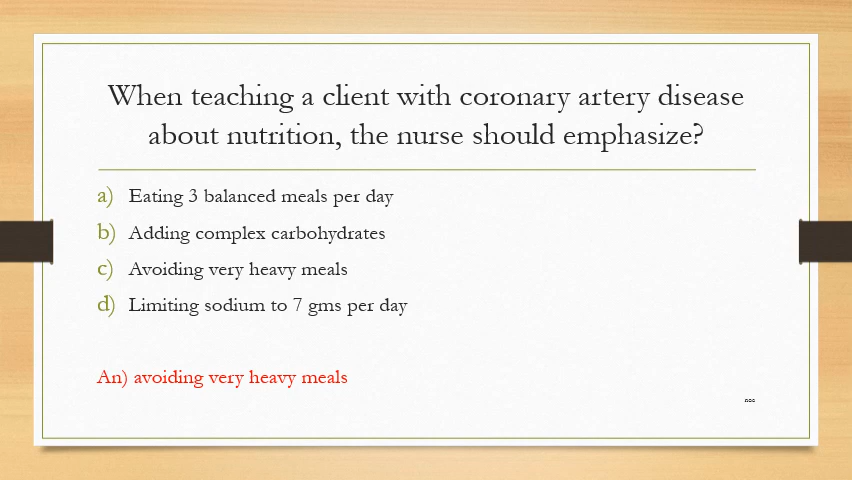 When teaching a client with coronary artery disease
about nutrition, the nurse should emphasize?
a) Eating 3 balanced meals per day
b) Adding complex carbohydrates
c) Avoiding very heavy meals
d) Limiting sodium to 7 gms per day
An) avoiding very heavy meals